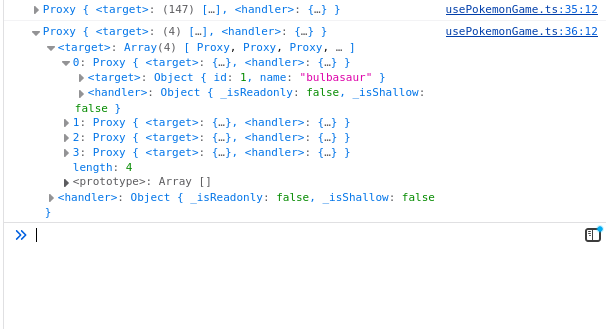 Proxy { <target>: (147) […], <handler>: {…} } usePokemonGame.ts:35:12
Proxy { <target>: (4) […], <handler>: {…} } usePokemonGame.ts:36:12
<target>: Array(4) [ Proxy, Proxy, Proxy, … ]
0: Proxy { <target>: {…}, <handler>: {…} }
<target>: Object { id: 1, name: "bulbasaur" }
<handler>: Object { _isReadonly: false, _isShallow:
false }
1: Proxy { <target>: {…}, <handler>: {…} }
2: Proxy { <target>: {…}, <handler>: {…} }
3: Proxy { <target>: {…}, <handler>: {…} }
length: 4
<prototype>: Array []
<handler>: Object { _isReadonly: false, _isShallow: false
}